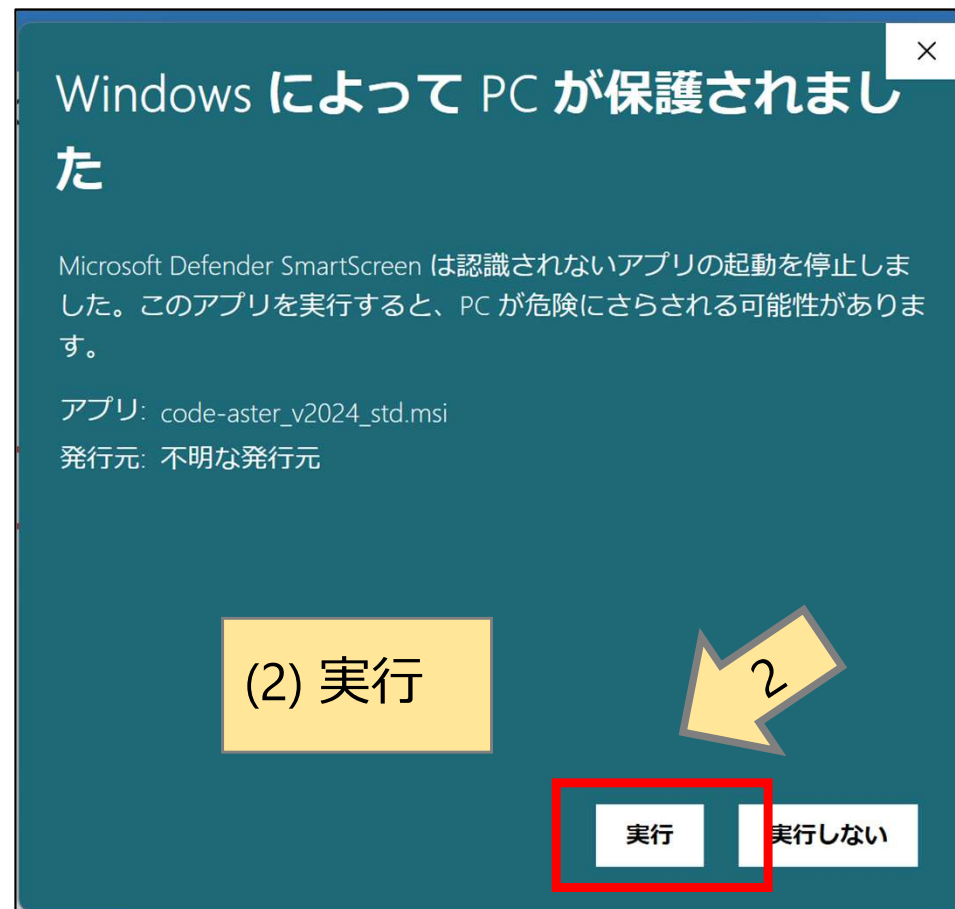 Windows によって PC が保護されまし
た
Microsoft Defender SmartScreen は認識されないアプリの起動を停止しま
した。このアプリを実行すると、PC が危険にさらされる可能性がありま
す。
アプリ: code-aster_v2024_std.msi
発行元: 不明な発行元
(2) 実行
2
実行
実行しない